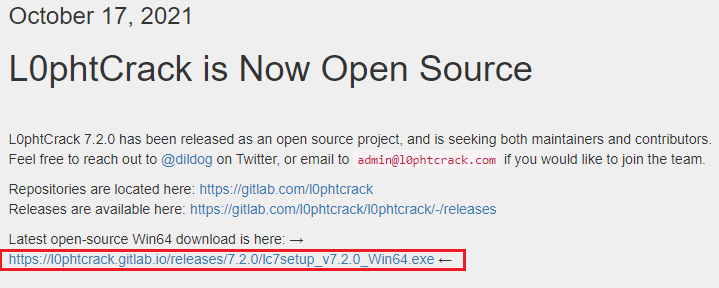 October 17, 2021
L0phtCrack is Now Open Source
L0phtCrack 7.2.0 has been released as an open source project, and is seeking both maintainers and contributors.
Feel free to reach out to @dildog on Twitter, or email to admin@l0phtcrack.com if you would like to join the team.
Repositories are located here: https://gitlab.com/l0phtcrack
Releases are available here: https://gitlab.com/l0phtcrack/l0phtcrack/-/releases
Latest open-source Win64 download is here: →
https://l0phtcrack.gitlab.io/releases/7.2.0/lc7setup_v7.2.0_Win64.exe ←